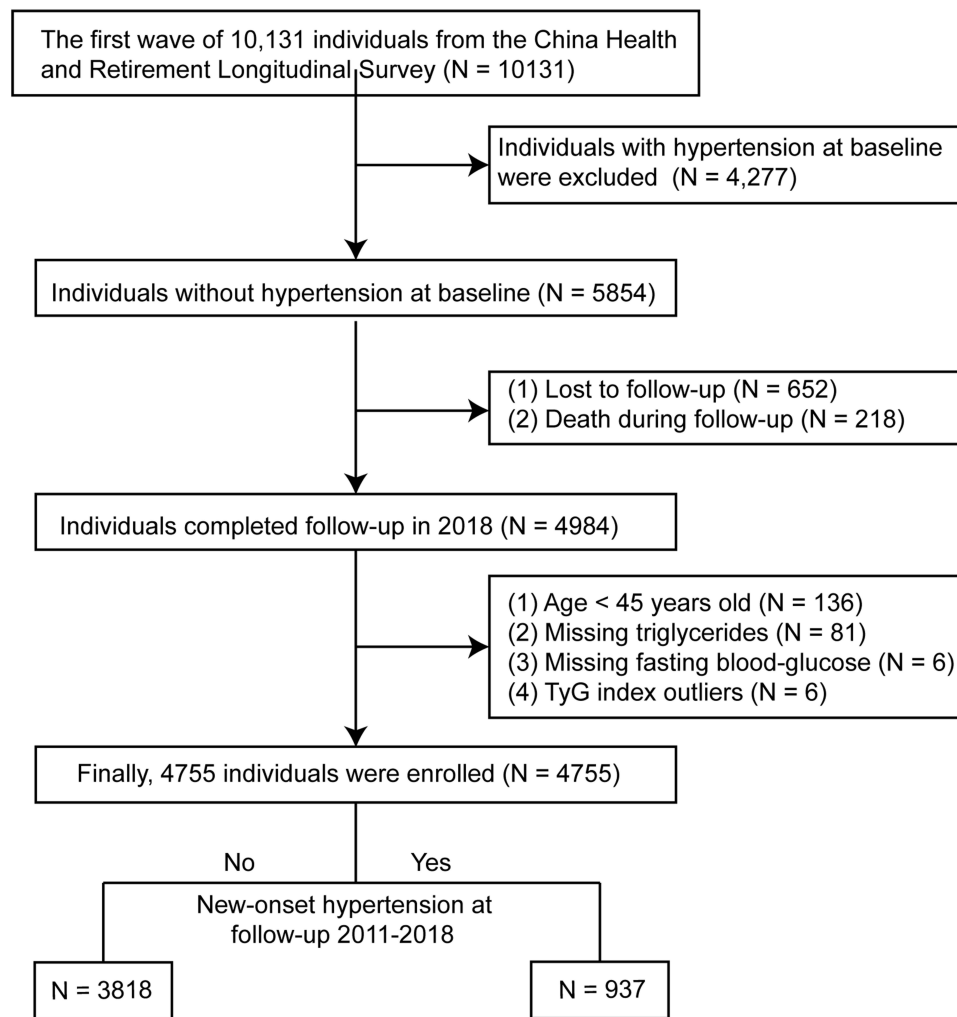 The first wave of 10,131 individuals from the China Health
and Retirement Longitudinal Survey (N = 10131)
Individuals with hypertension at baseline
were excluded (N = 4,277)
Individuals without hypertension at baseline (N = 5854)
(1) Lost to follow-up (N = 652)
(2) Death during follow-up (N = 218)
Individuals completed follow-up in 2018 (N = 4984)
(1) Age < 45 years old (N = 136)
(2) Missing triglycerides (N = 81)
(3) Missing fasting blood-glucose (N = 6)
(4) TyG index outliers (N = 6)
Finally, 4755 individuals were enrolled (N = 4755)
No Yes
New-onset hypertension at
follow-up 2011-2018
N = 3818 N = 937